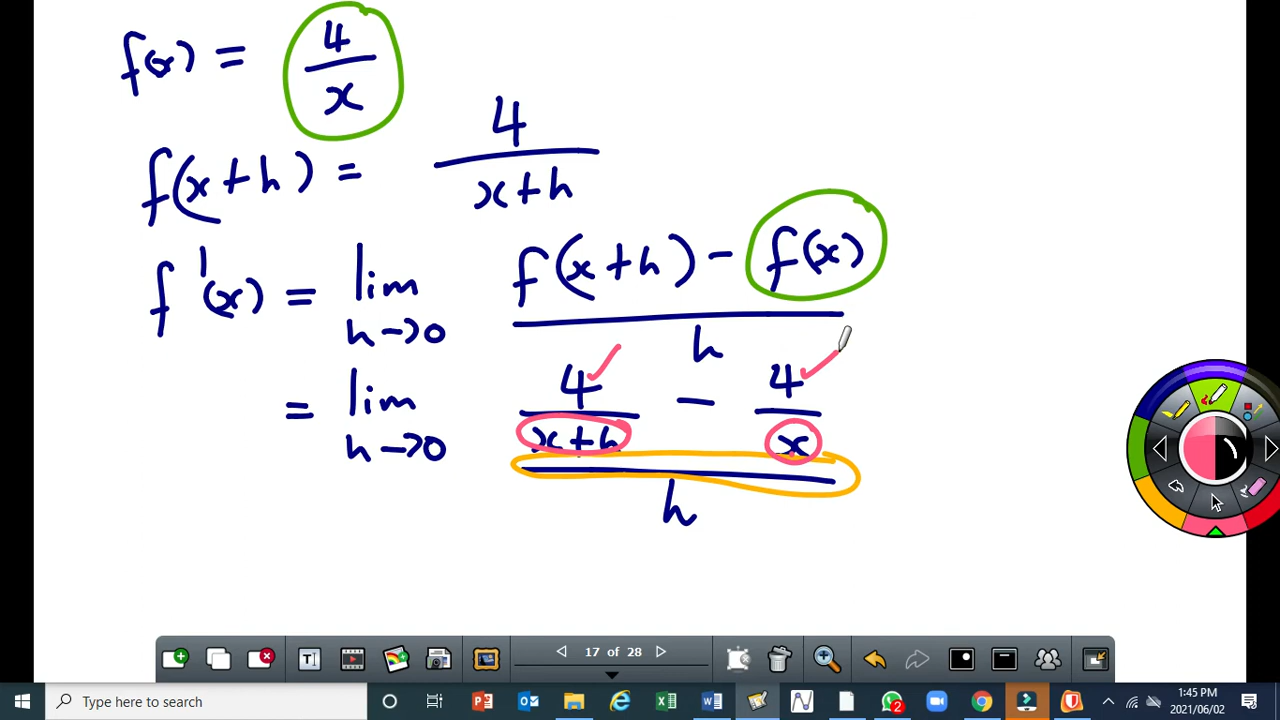 f(x) = 4/x
f(x+h) = 4/(x+h)
f'(x) = lim h→0 (f(x+h) - f(x))/h
= lim h→0 (4/(x+h) - 4/x)/h
17 of 28
Type here to search
2
1:45 PM
2021/06/02